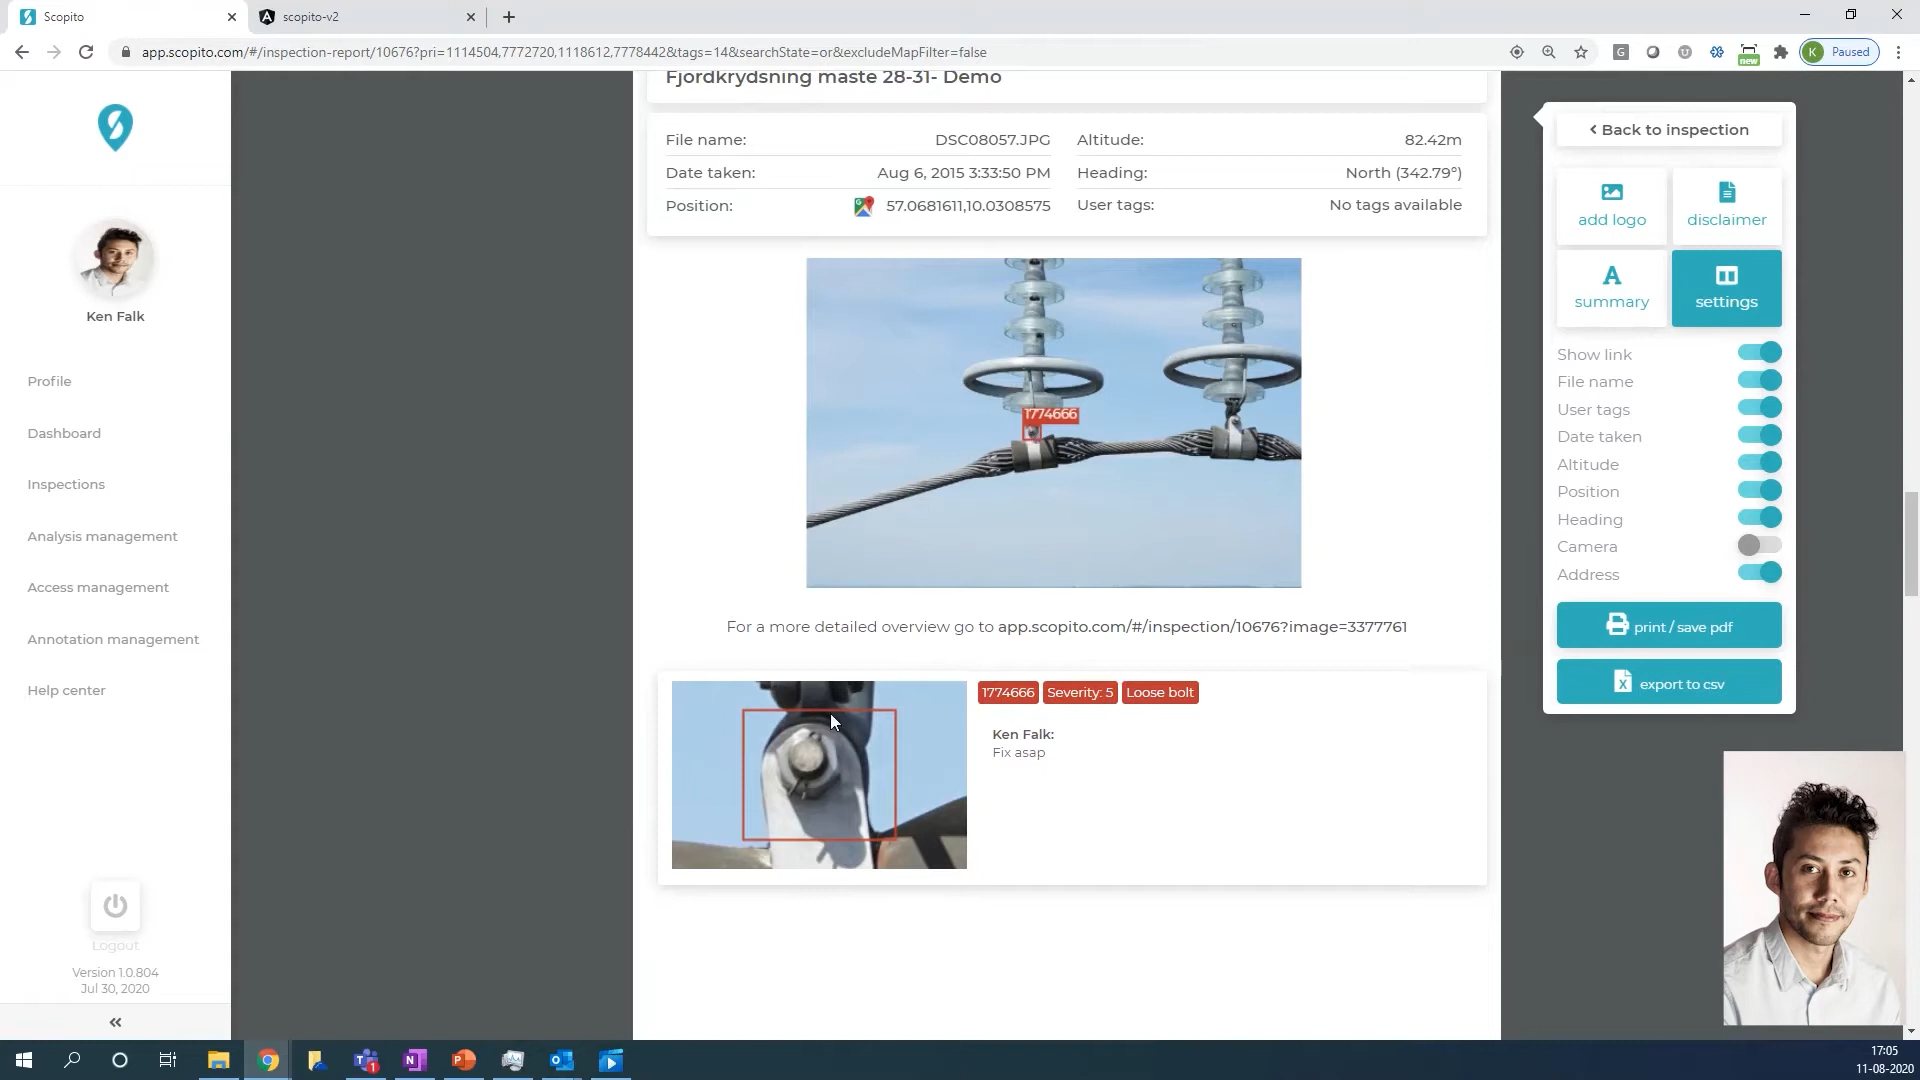 Scopito
scopito-v2
app.scopito.com/#/inspection-report/10676?pri=1114504,7772720,1118612,7778442&tags=14&searchState=or&excludeMapFilter=false
G
new
K Paused
Ken Falk
Profile
Dashboard
Inspections
Analysis management
Access management
Annotation management
Help center
Logout
Version 1.0.804
Jul 30, 2020
«
Fjordkrydsning maste 28-31- Demo
File name: DSC08057.JPG
Altitude: 82.42m
Date taken: Aug 6, 2015 3:33:50 PM
Heading: North (342.79º)
Position: 57.0681611,10.0308575
User tags: No tags available
1774666
For a more detailed overview go to app.scopito.com/#/inspection/10676?image=3377761
1774666 Severity: 5 Loose bolt
Ken Falk:
Fix asap
Back to inspection
add logo
disclaimer
A
summary
settings
Show link
File name
User tags
Date taken
Altitude
Position
Heading
Camera
Address
print / save pdf
export to csv
17:05
11-08-2020